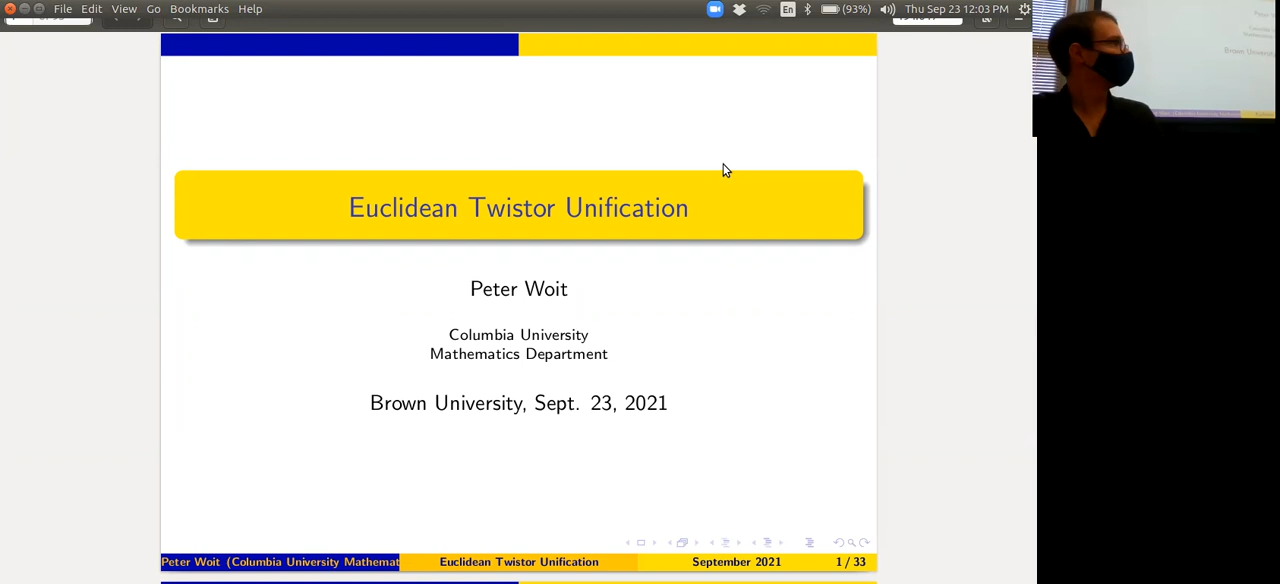 File Edit View Go Bookmarks Help
En (93%) Thu Sep 23 12:03 PM
Euclidean Twistor Unification
Peter Woit
Columbia University
Mathematics Department
Brown University, Sept. 23, 2021
Peter Woit (Columbia University Mathemat Euclidean Twistor Unification September 2021 1 / 33
Brown University